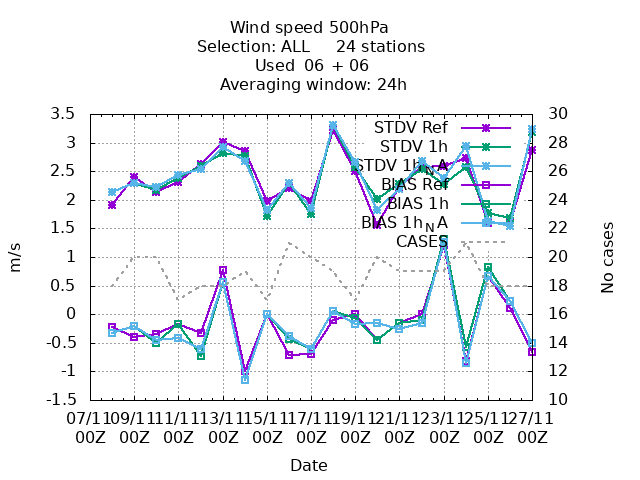 Wind speed 500hPa
Selection: ALL 24 stations
Used 06 + 06
Averaging window: 24h
3.5
3
2.5
2
1.5
1
0.5
0
-0.5
-1
-1.5
m/s
30
28
26
24
22
20
18
16
14
12
10
No cases
STDV Ref
STDV 1h
STDV 1hNA
BIAS Ref
BIAS 1h
BIAS 1hNA
CASES
07/11 09/11 11/11 13/11 15/11 17/11 19/11 21/11 23/11 25/11 27/11
00Z 00Z 00Z 00Z 00Z 00Z 00Z 00Z 00Z 00Z 00Z
Date